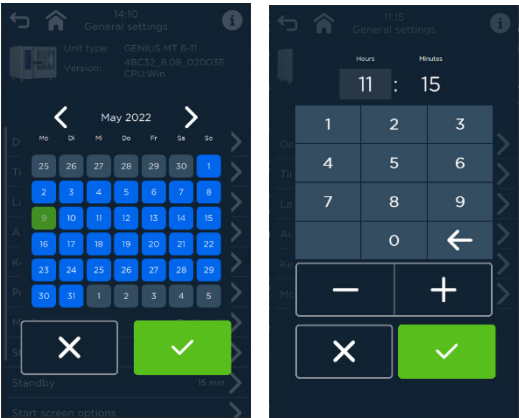 14:10
General settings
Unit type: GENIUS MT 6-11
Version: 4BC32_8.08_02003E
CPU:Win
May 2022
Mo Di Mi Do Fr Sa So
25 26 27 28 29 30 1
2 3 4 5 6 7 8
9 10 11 12 13 14 15
16 17 18 19 20 21 22
23 24 25 26 27 28 29
30 31 1 2 3 4 5
Standby 15 min
Start screen options
11:15
General settings
Hours Minutes
11 : 15
1 2 3
4 5 6
7 8 9
0